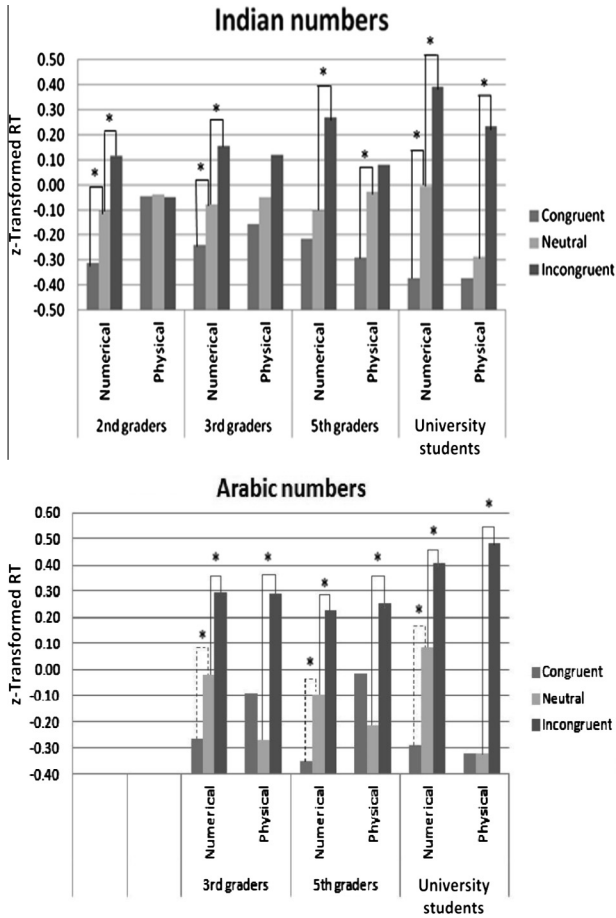 Indian numbers
*
*
*
*
*
*
*
*
*
z-Transformed RT
0.50
0.40
0.30
0.20
0.10
0.00
-0.10
-0.20
-0.30
-0.40
-0.50
Congruent
Neutral
Incongruent
Numerical
Physical
Numerical
Physical
Numerical
Physical
Numerical
Physical
2nd graders
3rd graders
5th graders
University
students
Arabic numbers
*
*
*
*
*
*
*
*
*
z-Transformed RT
0.60
0.50
0.40
0.30
0.20
0.10
0.00
-0.10
-0.20
-0.30
-0.40
Congruent
Neutral
Incongruent
Numerical
Physical
Numerical
Physical
Numerical
Physical
3rd graders
5th graders
University
students